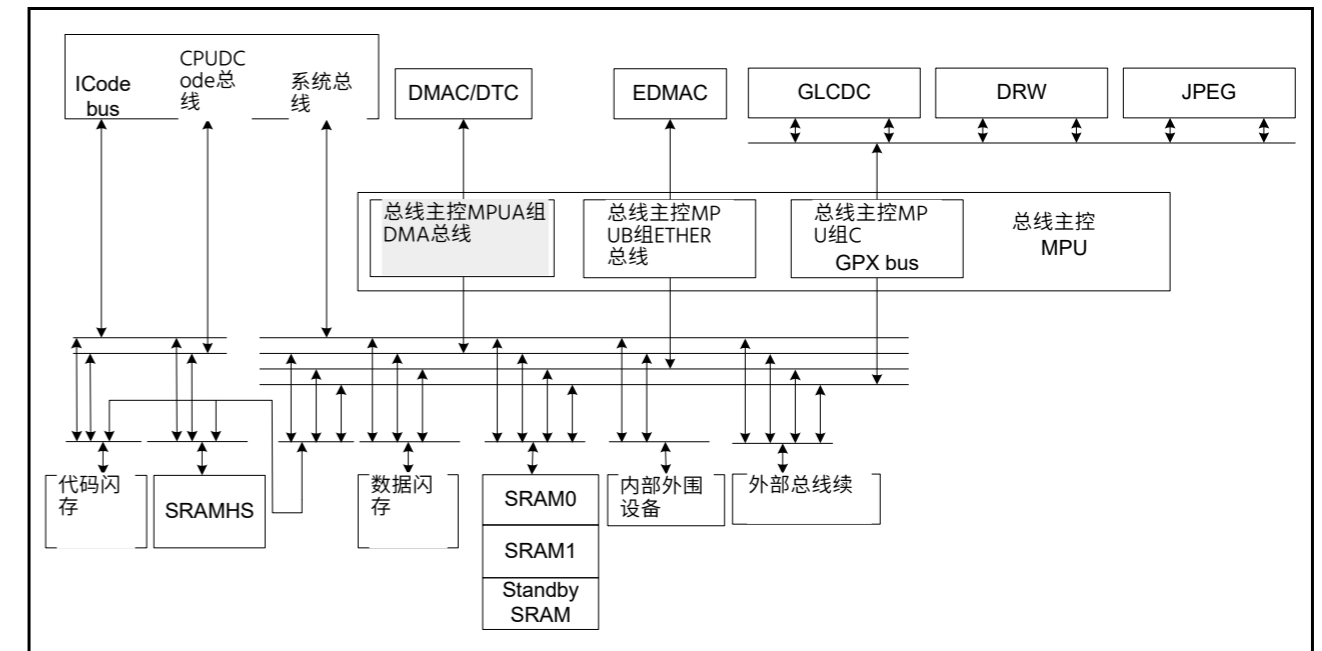 ICode
bus
CPUDC
ode总
线
系统总
线
DMAC/DTC
EDMAC
GLCDC
DRW
JPEG
总线主控MPUA组
DMA总线
总线主控MP
UB组ETHER
总线
总线主控MP
U组C
GPX bus
总线主控
MPU
代码闪
存
SRAMHS
数据闪
存
SRAM0
SRAM1
Standby
SRAM
内部外围
设备
外部总线续